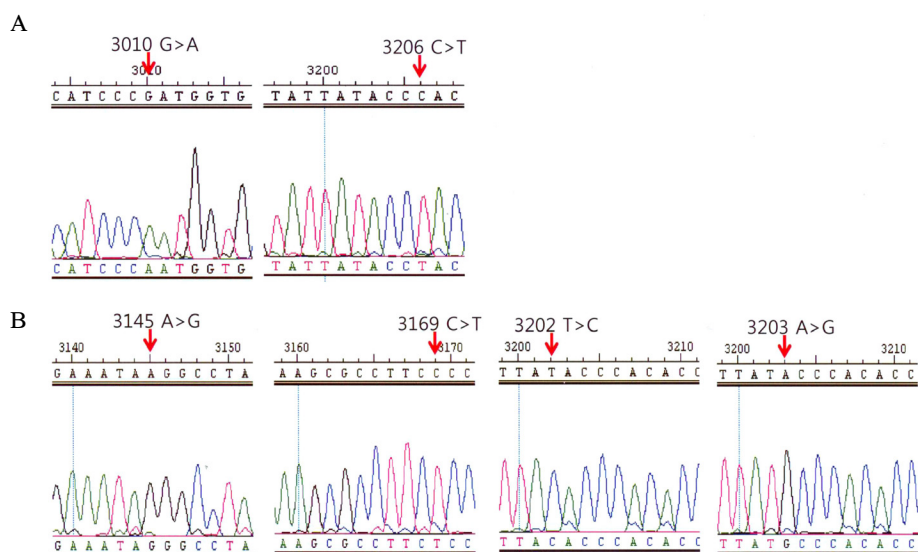 A
3010 G>A
3206 C>T
3010
3200
CATCCCGATGGTG
TATTATACCCAC
CATCCCAATGGTG
TATTATACCTAC
B
3145 A>G
3169 C>T
3202 T>C
3203 A>G
3140 3150
3160 3170
3200 3210
3200 3210
GAAATAAGGCCTA
AAGCGCCTTCCCC
TTATACCCACACC
TTATACCCACACC
GAAATAGGGCCTA
AAGCGCCTTCTCC
TTACACCCACACC
TTATGCCCACACC